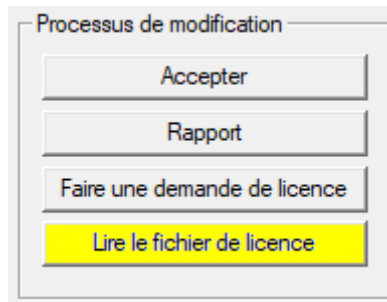 Processus de modification
Accepter
Rapport
Faire une demande de licence
Lire le fichier de licence